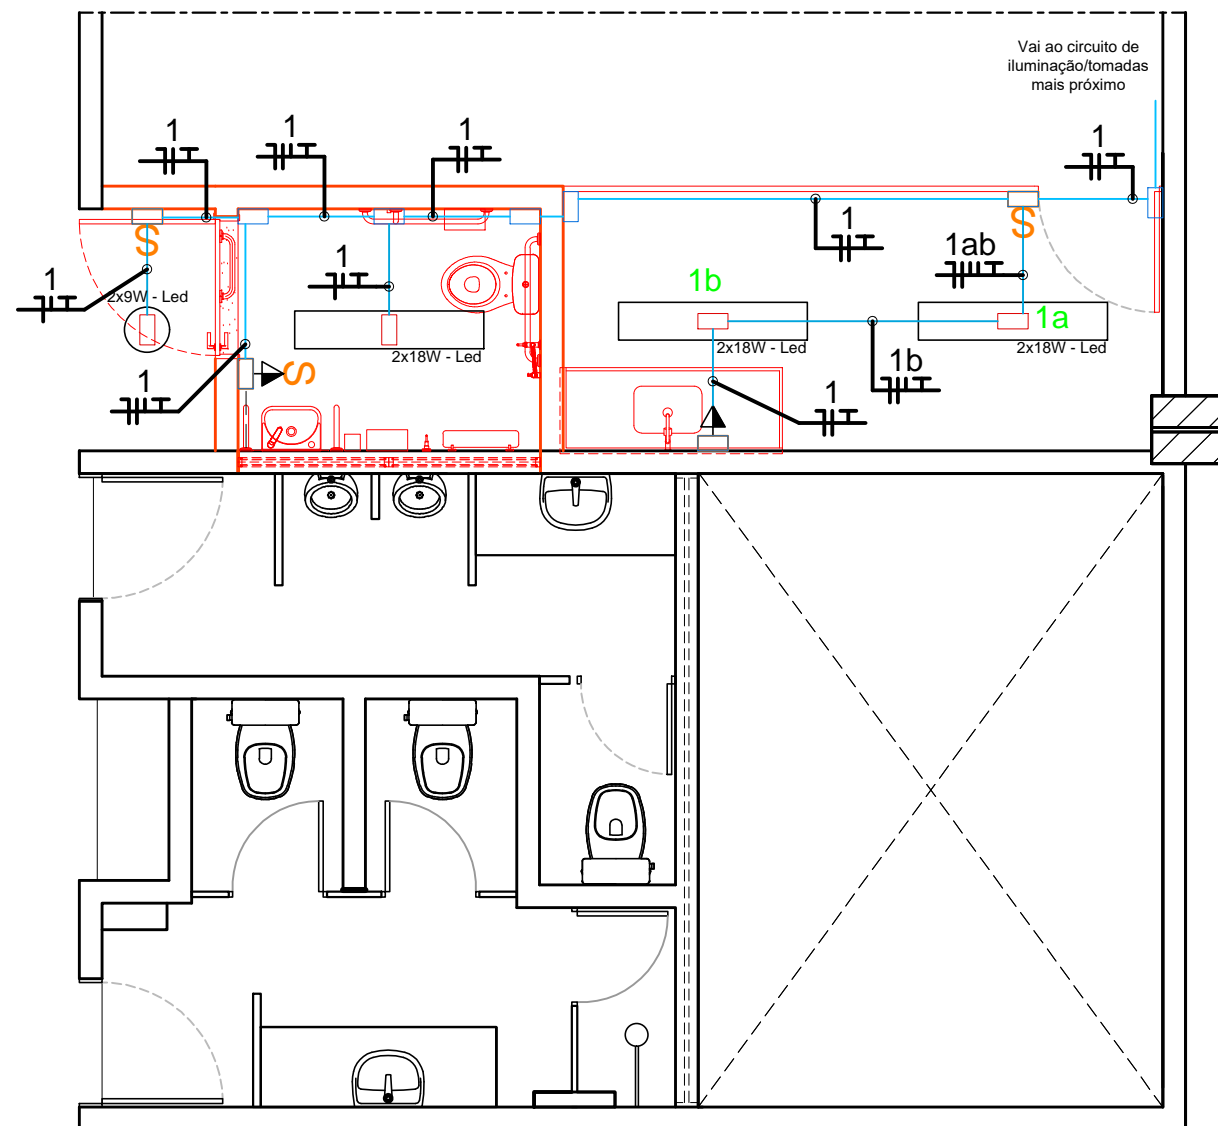 Vai ao circuito de
iluminação/tomadas
mais próximo
1
1
1
1
1
1ab
1
1
S
S
2x9W - Led
1b
1a
2x18W - Led
2x18W - Led
2x18W - Led
1b
S
1
1